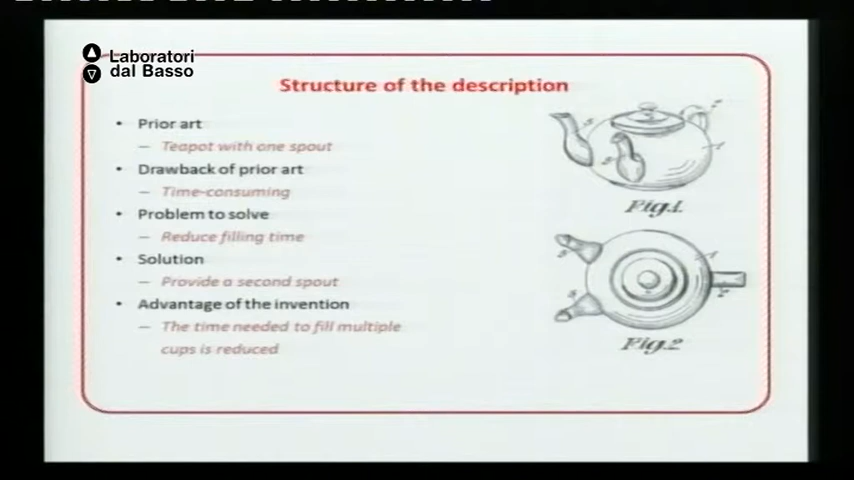 Laboratori
dal Basso
Structure of the description
• Prior art
– Teapot with one spout
• Drawback of prior art
– Time-consuming
• Problem to solve
– Reduce filling time
• Solution
– Provide a second spout
• Advantage of the invention
– The time needed to fill multiple
cups is reduced
Fig.1.
Fig.2